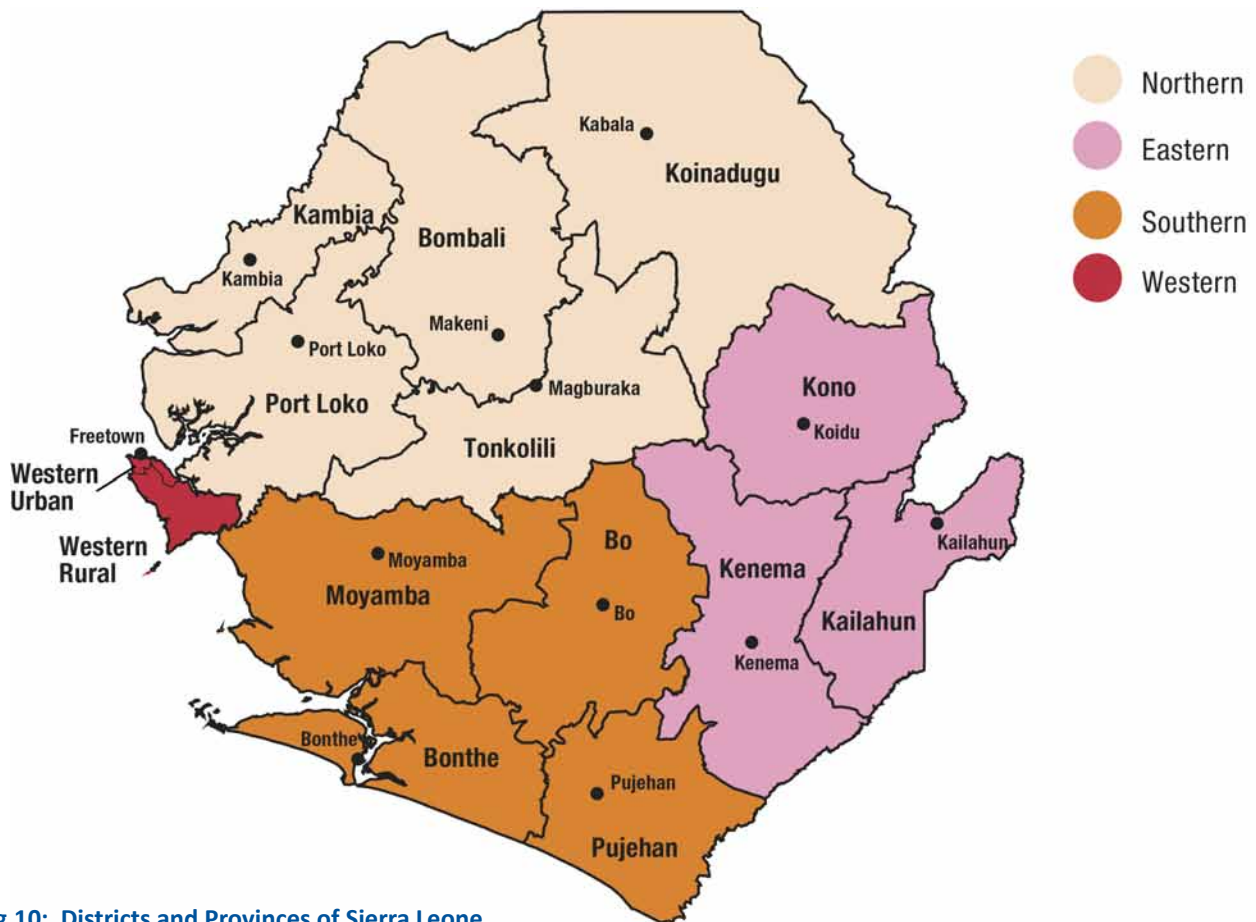 Kabala
Koinadugu
Kambia
Kambia
Bombali
Makeni
Port Loko
Port Loko
Magburaka
Tonkolili
Freetown
Western
Urban
Western
Rural
Kono
Koidu
Moyamba
Moyamba
Bo
Bo
Kenema
Kenema
Kailahun
Kailahun
Bonthe
Bonthe
Pujehan
Pujehan
Northern
Eastern
Southern
Western
10: Districts and Provinces of Sierra Leone